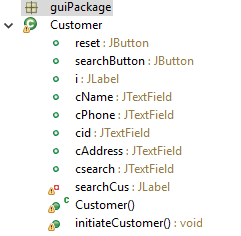 guiPackage
Customer
reset : JButton
searchButton : JButton
i : JLabel
cName : JTextField
cPhone : JTextField
cid : JTextField
cAddress : JTextField
csearch : JTextField
searchCus : JLabel
Customer()
initiateCustomer() : void